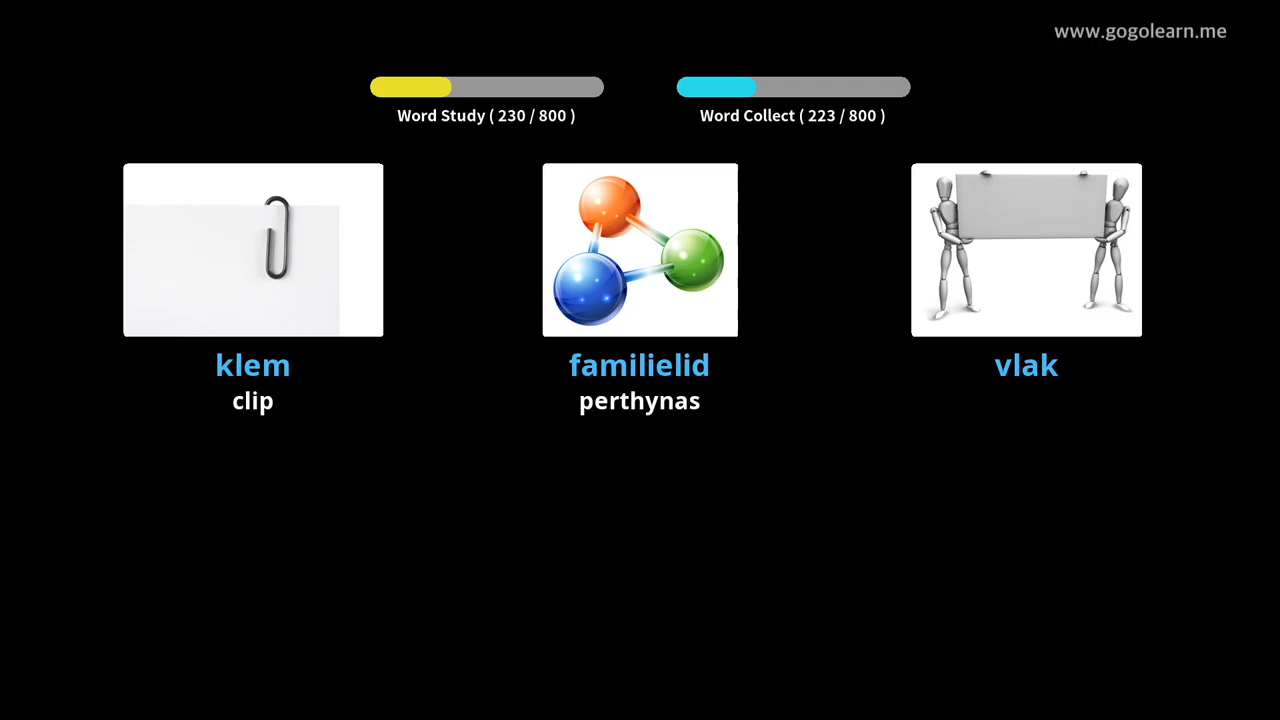 www.gogolearn.me
Word Study ( 230 / 800 )
Word Collect ( 223 / 800 )
klem
clip
familielid
perthynas
vlak